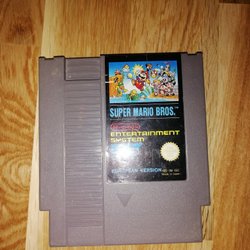 SUPER MARIO BROS.
ENTERTAINMENT
SYSTEM
EUROPEAN VERSION